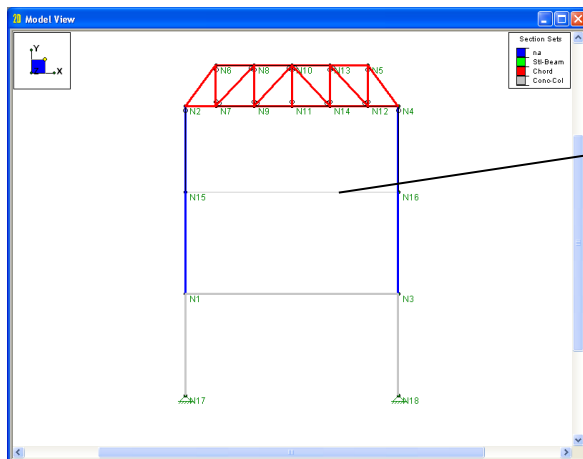 2D Model View
Y
X
Section Sets
na
Stl-Beam
Chord
Conc-Col
N6 N8 N10 N13 N5
N2 N7 N9 N11 N14 N12 N4
N15 N16
N1 N3
N17 N18